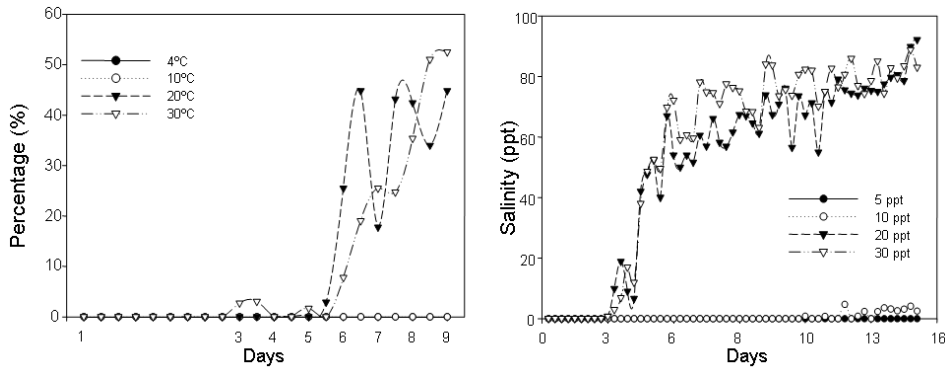 60
50
40
30
20
10
0
Percentage (%)
4ºC
10ºC
20ºC
30ºC
1 3 4 5 6 7 8 9
Days
100
80
60
40
20
0
Salinity (ppt)
5 ppt
10 ppt
20 ppt
30 ppt
0 3 6 8 10 13 16
Days